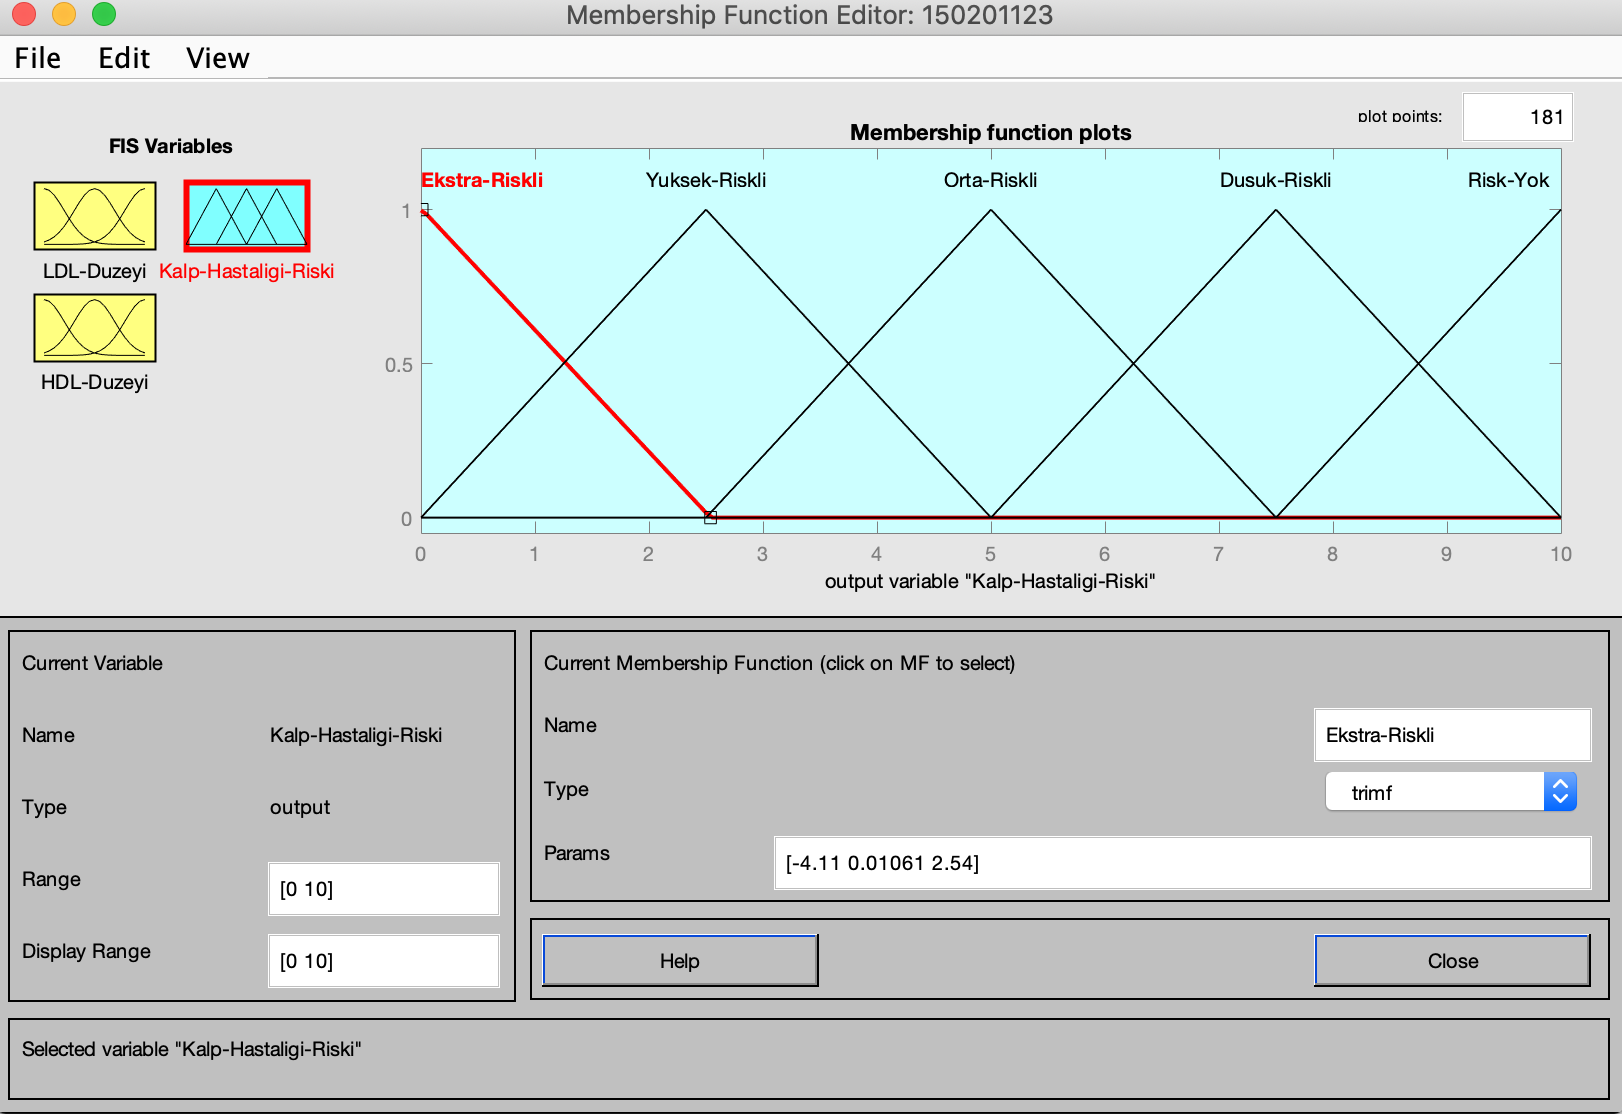 Membership Function Editor: 150201123
File Edit View
plot points: 181
FIS Variables
LDL-Duzeyi
Kalp-Hastaligi-Riski
HDL-Duzeyi
Membership function plots
Ekstra-Riskli Yuksek-Riskli Orta-Riskli Dusuk-Riskli Risk-Yok
1
0.5
0
0 1 2 3 4 5 6 7 8 9 10
output variable "Kalp-Hastaligi-Riski"
Current Variable
Name Kalp-Hastaligi-Riski
Type output
Range [0 10]
Display Range [0 10]
Current Membership Function (click on MF to select)
Name Ekstra-Riskli
Type trimf
Params [-4.11 0.01061 2.54]
Help Close
Selected variable "Kalp-Hastaligi-Riski"